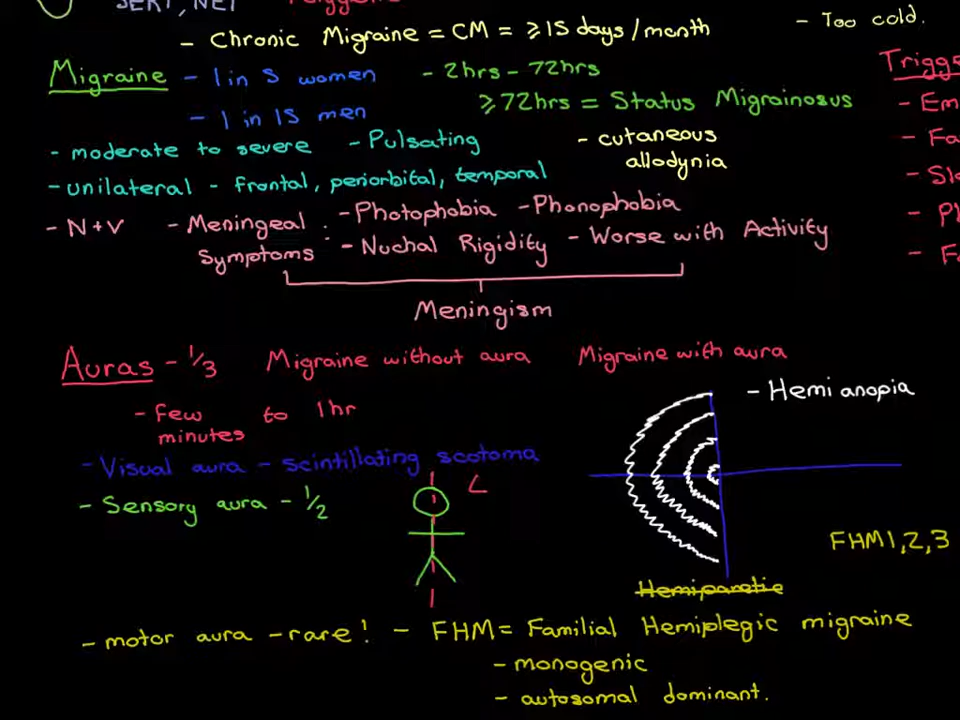 SERT, NET
- Too cold.
- Chronic Migraine = CM = ≥15 days/month
Migraine - 1 in 5 women - 2hrs - 72hrs
≥72hrs = Status Migrainosus
- 1 in 15 men
- moderate to severe - Pulsating - cutaneous allodynia
- unilateral - frontal, periorbital, temporal
- N+V - Meningeal Symptoms : - Photophobia - Phonophobia
- Nuchal Rigidity - Worse with Activity
Meningism
Auras - 1/3 Migraine without aura Migraine with aura
- Few minutes to 1hr
- Hemianopia
- Visual aura - scintillating scotoma
- Sensory aura - 1/2
L
FHM1,2,3
Hemiparetic
- motor aura - rare! - FHM = Familial Hemiplegic migraine
- monogenic
- autosomal dominant.